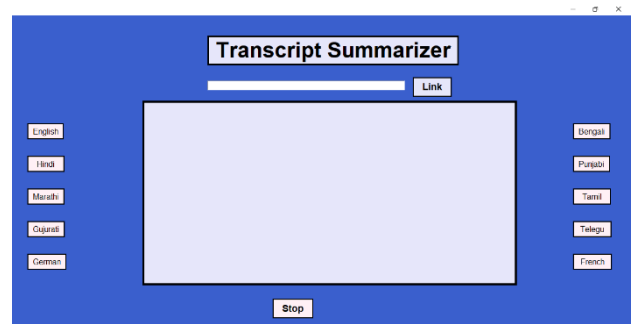 Transcript Summarizer
Link
English
Bengali
Hindi
Punjabi
Marathi
Tamil
Gujurati
Telegu
German
French
Stop